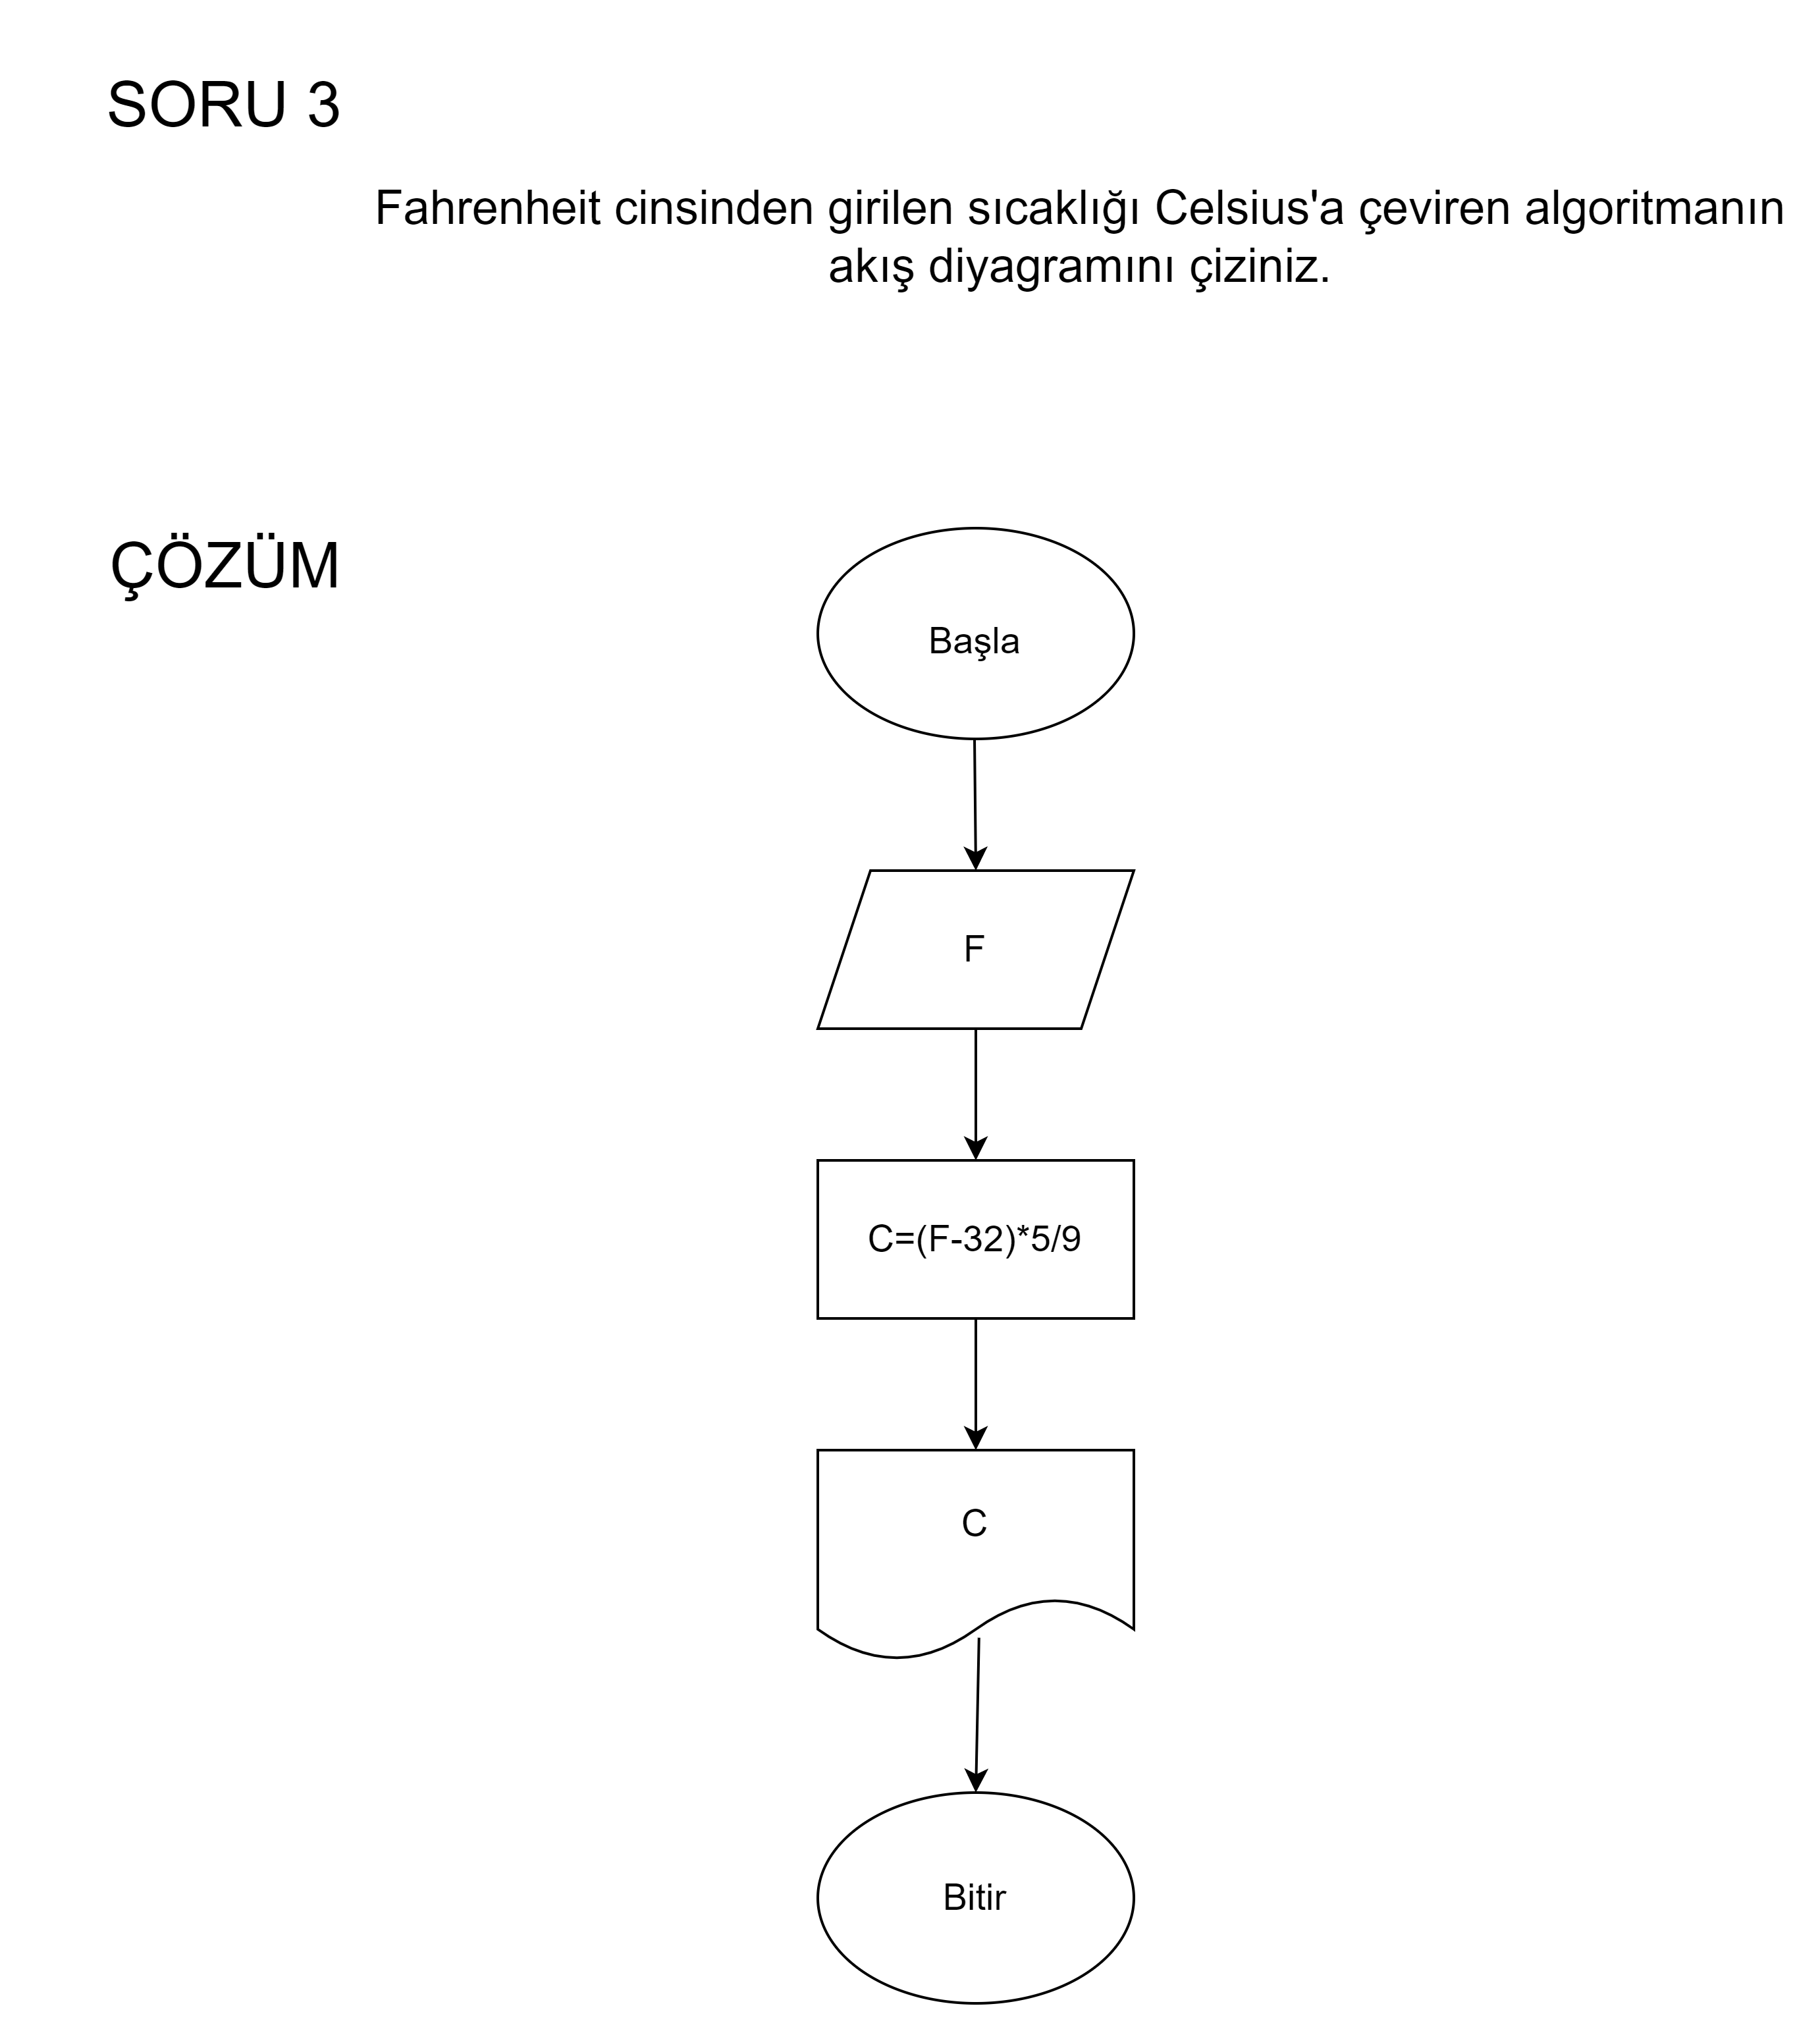 SORU 3
Fahrenheit cinsinden girilen sıcaklığı Celsius'a çeviren algoritmanın
akış diyagramını çiziniz.
ÇÖZÜM
Başla
F
C=(F-32)*5/9
C
Bitir